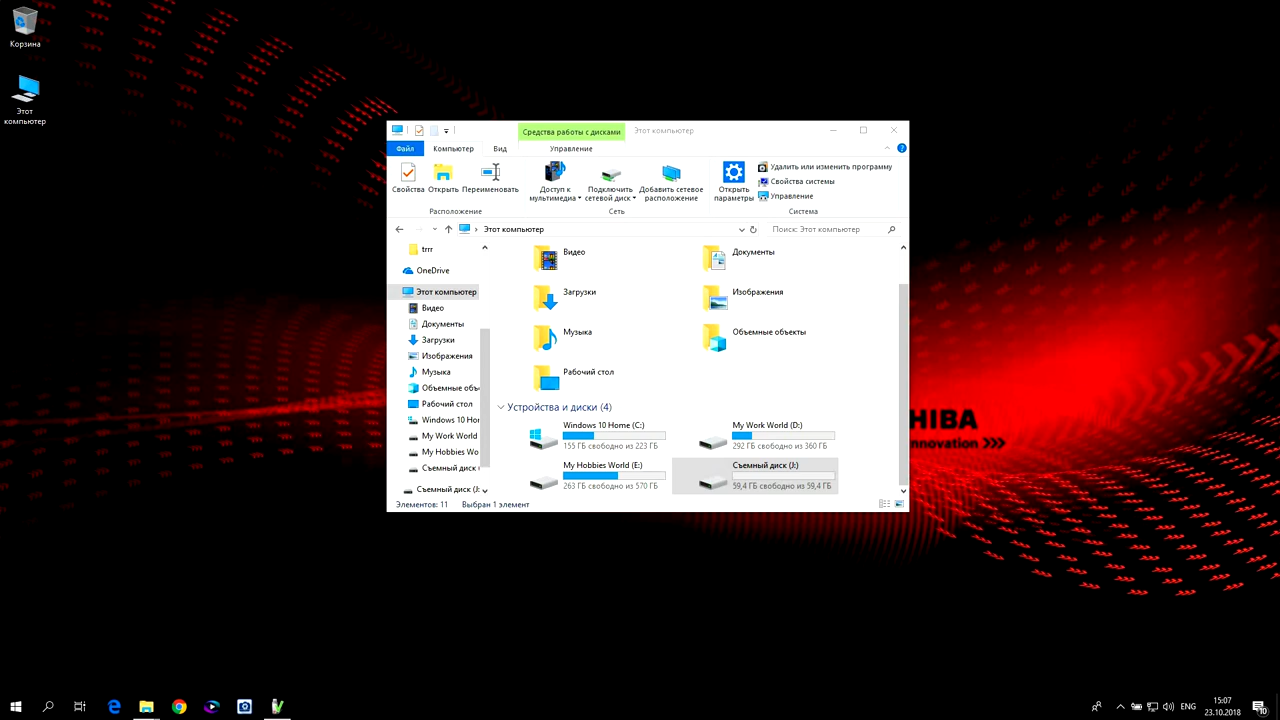 Корзина
Этот
компьютер
Средства работы с дисками
Этот компьютер
Файл
Компьютер
Вид
Управление
Свойства
Открыть
Переименовать
Доступ к
мультимедиа
Подключить
сетевой диск
Добавить сетевое
расположение
Открыть
параметры
Удалить или изменить программу
Свойства системы
Управление
Расположение
Сеть
Система
Этот компьютер
Поиск: Этот компьютер
trrr
OneDrive
Этот компьютер
Видео
Документы
Загрузки
Изображения
Музыка
Объемные объ
Рабочий стол
Windows 10 Hor
My Work World
My Hobbies Wo
Съемный диск
Съемный диск (J:
Видео
Документы
Загрузки
Изображения
Музыка
Объемные объекты
Рабочий стол
Устройства и диски (4)
Windows 10 Home (C:)
155 ГБ свободно из 223 ГБ
My Work World (D:)
292 ГБ свободно из 360 ГБ
My Hobbies World (E:)
263 ГБ свободно из 570 ГБ
Съемный диск (J:)
59,4 ГБ свободно из 59,4 ГБ
Элементов: 11
Выбран 1 элемент
HIBA
nnovation >>>
ENG
15:07
23.10.2018
10